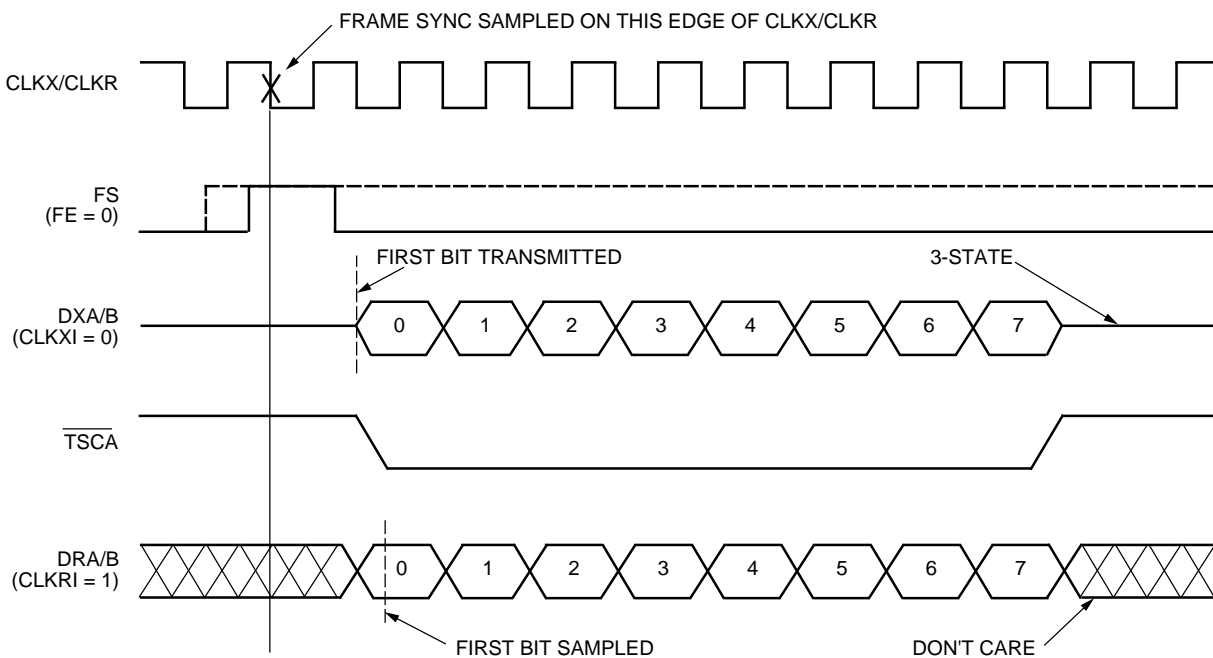 FRAME SYNC SAMPLED ON THIS EDGE OF CLKX/CLKR
CLKX/CLKR
FS
(FE = 0)
FIRST BIT TRANSMITTED
3-STATE
DXA/B
(CLKXI = 0)
0 1 2 3 4 5 6 7
TSCA
DRA/B
(CLKRI = 1)
0 1 2 3 4 5 6 7
FIRST BIT SAMPLED
DON'T CARE